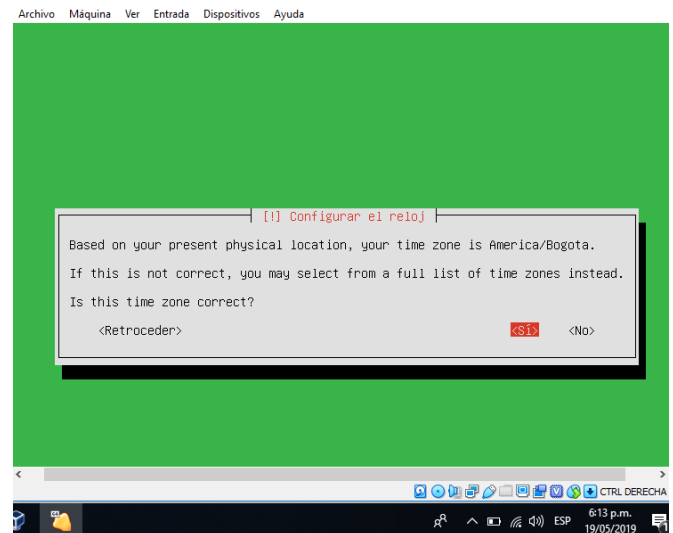 Archivo Máquina Ver Entrada Dispositivos Ayuda
[!] Configurar el reloj
Based on your present physical location, your time zone is America/Bogota.
If this is not correct, you may select from a full list of time zones instead.
Is this time zone correct?
<Retroceder> <Sí> <No>
CTRL DERECHA
ESP
6:13 p.m.
19/05/2019